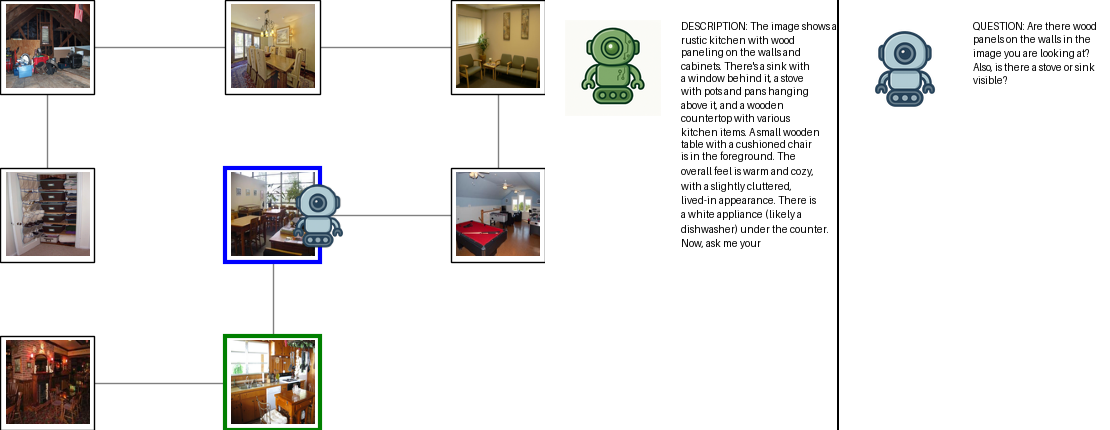 DESCRIPTION: The image shows a
rustic kitchen with wood
paneling on the walls and
cabinets. There's a sink with
a window behind it, a stove
with pots and pans hanging
above it, and a wooden
countertop with various
kitchen items. A small wooden
table with a cushioned chair
is in the foreground. The
overall feel is warm and cozy,
with a slightly cluttered,
lived-in appearance. There is
a white appliance (likely a
dishwasher) under the counter.
Now, ask me your
QUESTION: Are there wood
panels on the walls in the
image you are looking at?
Also, is there a stove or sink
visible?